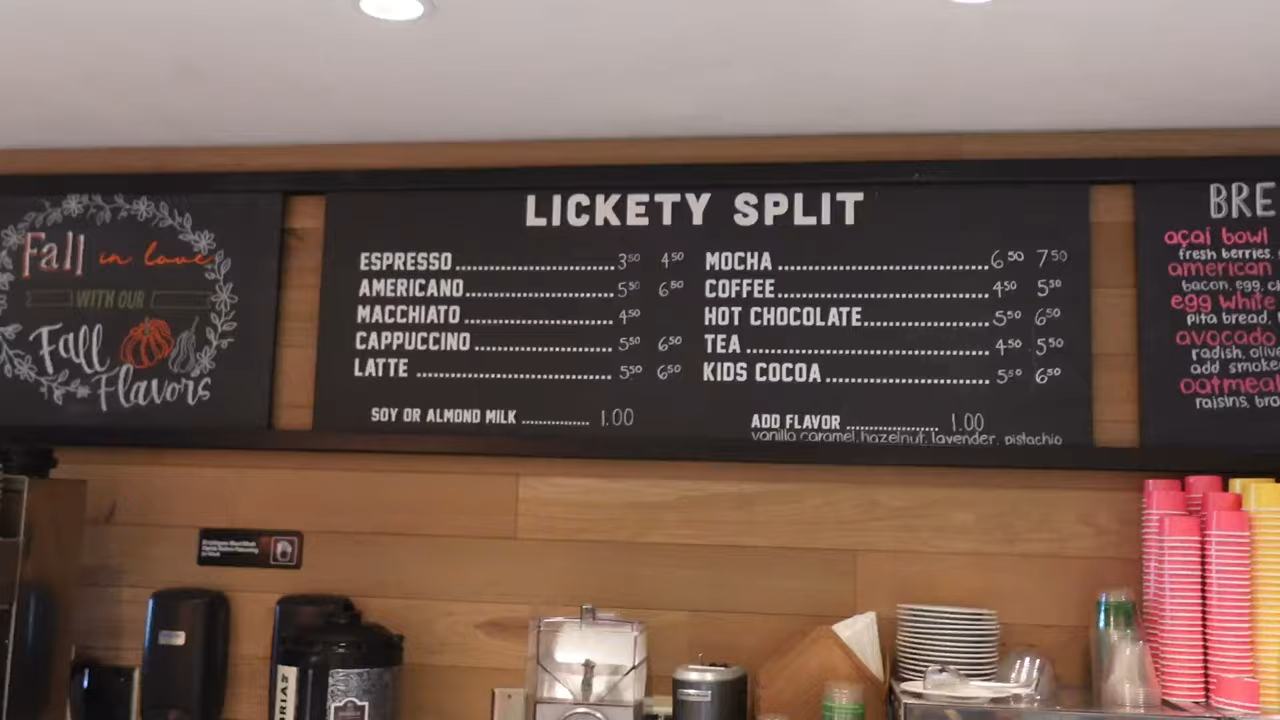 Fall in love
WITH OUR
Fall
Flavors
LICKETY SPLIT
ESPRESSO 3⁵⁰ 4⁵⁰
AMERICANO 5⁵⁰ 6⁵⁰
MACCHIATO 4⁵⁰
CAPPUCCINO 5⁵⁰ 6⁵⁰
LATTE 5⁵⁰ 6⁵⁰
SOY OR ALMOND MILK 1.00
MOCHA 6⁵⁰ 7⁵⁰
COFFEE 4⁵⁰ 5⁵⁰
HOT CHOCOLATE 5⁵⁰ 6⁵⁰
TEA 4⁵⁰ 5⁵⁰
KIDS COCOA 5⁵⁰ 6⁵⁰
ADD FLAVOR 1.00
vanilla caramel, hazelnut, lavender, pistachio
BRE
açaí bowl
fresh berries,
american
bacon, egg, c
egg white
pita bread,
avocado
radish, olive
add smoke
oatmeal
raisins, bro